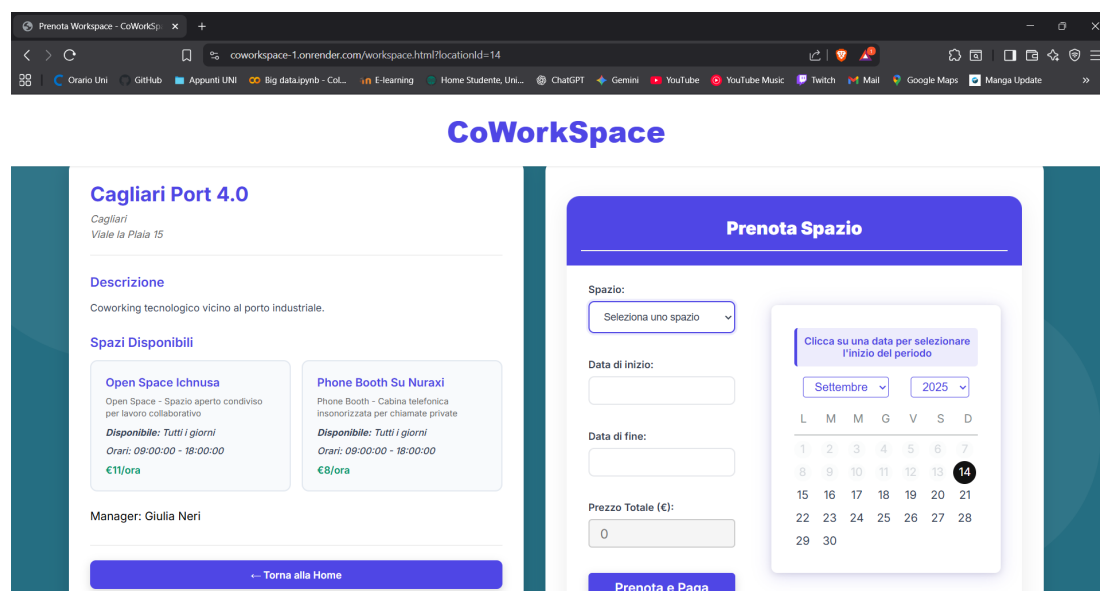 Prenota Workspace - CoWorkSp
coworkspace-1.onrender.com/workspace.html?locationId=14
Orario Uni GitHub Appunti UNI Big data.ipynb - Col... E-learning Home Studente, Uni... ChatGPT Gemini YouTube YouTube Music Twitch Mail Google Maps Manga Update »
CoWorkSpace
Cagliari Port 4.0
Cagliari
Viale la Plaia 15
Descrizione
Coworking tecnologico vicino al porto industriale.
Spazi Disponibili
Open Space Ichnusa
Open Space - Spazio aperto condiviso
per lavoro collaborativo
Disponibile: Tutti i giorni
Orari: 09:00:00 - 18:00:00
€11/ora
Phone Booth Su Nuraxi
Phone Booth - Cabina telefonica
insonorizzata per chiamate private
Disponibile: Tutti i giorni
Orari: 09:00:00 - 18:00:00
€8/ora
Manager: Giulia Neri
← Torna alla Home
Prenota Spazio
Spazio:
Seleziona uno spazio
Data di inizio:
Data di fine:
Prezzo Totale (€):
0
Prenota e Paga
Clicca su una data per selezionare
l'inizio del periodo
Settembre 2025
L M M G V S D
1 2 3 4 5 6 7
8 9 10 11 12 13 14
15 16 17 18 19 20 21
22 23 24 25 26 27 28
29 30